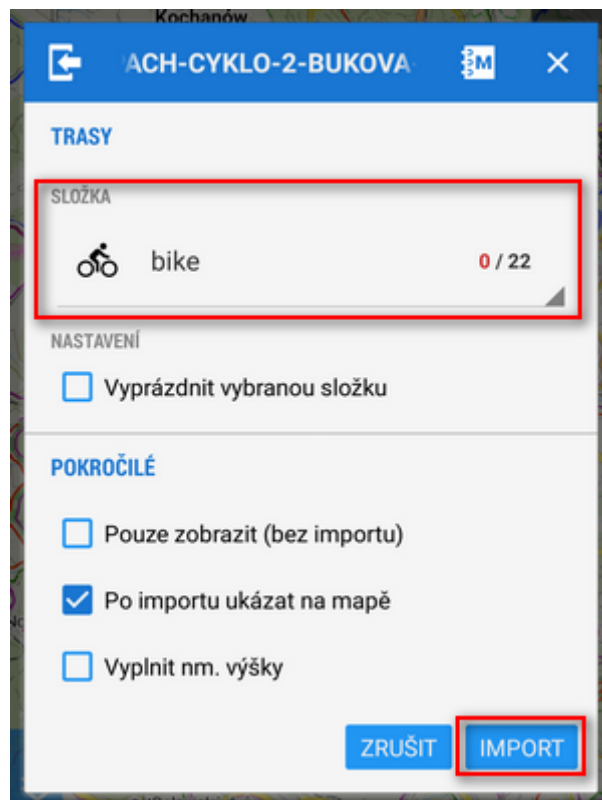 Kochanów
ACH-CYKLO-2-BUKOVA
M
TRASY
SLOŽKA
bike 0 / 22
NASTAVENÍ
Vyprázdnit vybranou složku
POKROČILÉ
Pouze zobrazit (bez importu)
Po importu ukázat na mapě
Vyplnit nm. výšky
ZRUŠIT IMPORT